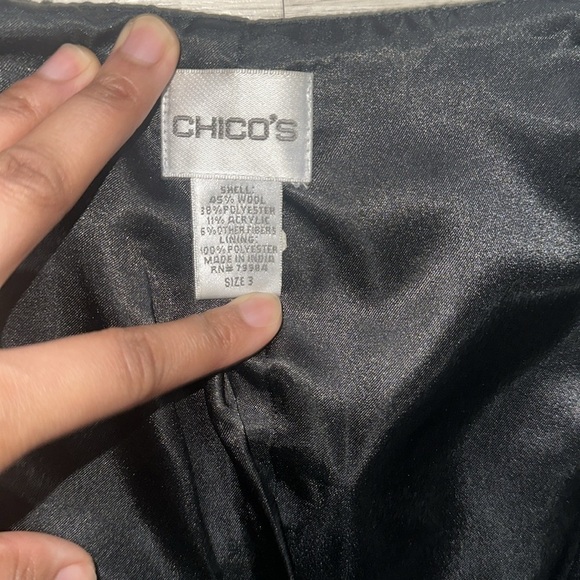 CHICO'S
SHELL:
45% WOOL
38% POLYESTER
11% ACRYLIC
6% OTHER FIBERS
LINING:
100% POLYESTER
MADE IN INDIA
RN# 79984
SIZE 3